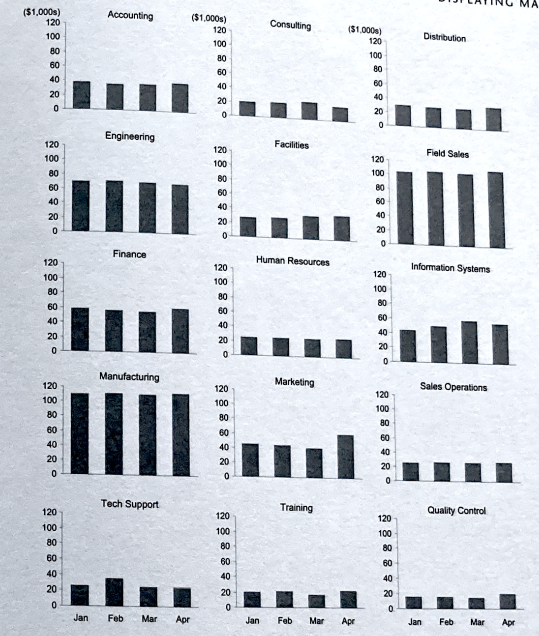 DISPLAYING MA
($1,000s) Accounting ($1,000s) Consulting ($1,000s) Distribution
120 120 120
100 100 100
80 80 80
60 60 60
40 40 40
20 20 20
0 0 0
Engineering Facilities Field Sales
120 120 120
100 100 100
80 80 80
60 60 60
40 40 40
20 20 20
0 0 0
Finance Human Resources Information Systems
120 120 120
100 100 100
80 80 80
60 60 60
40 40 40
20 20 20
0 0 0
Manufacturing Marketing Sales Operations
120 120 120
100 100 100
80 80 80
60 60 60
40 40 40
20 20 20
0 0 0
Tech Support Training Quality Control
120 120 120
100 100 100
80 80 80
60 60 60
40 40 40
20 20 20
0 0 0
Jan Feb Mar Apr Jan Feb Mar Apr Jan Feb Mar Apr